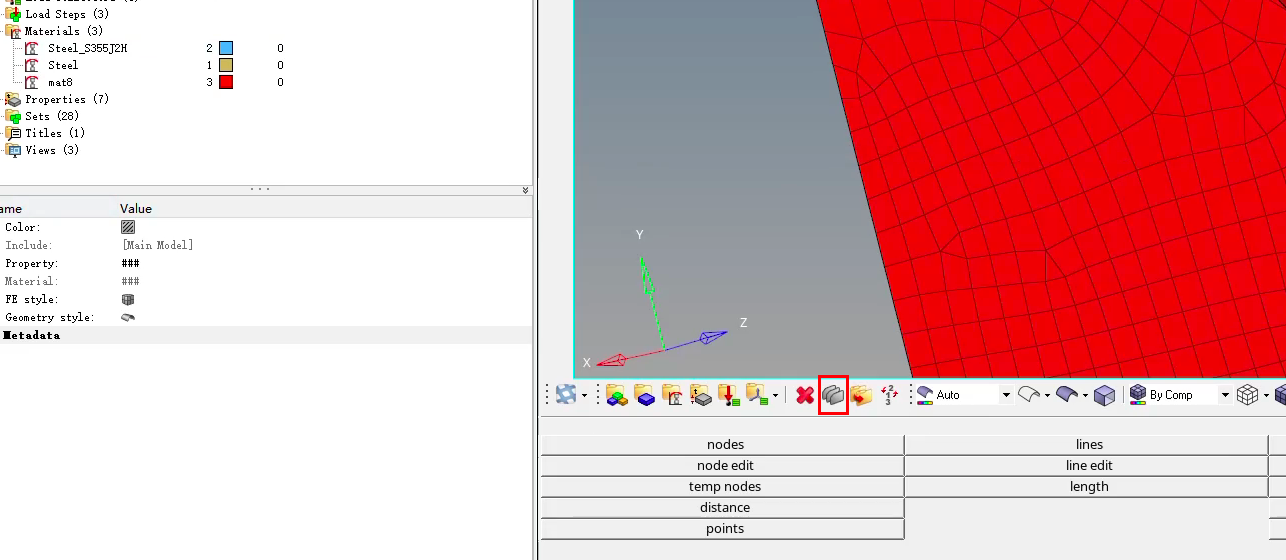 Load Steps (3)
Materials (3)
Steel_S355J2H 2 0
Steel 1 0
mat8 3 0
Properties (7)
Sets (28)
Titles (1)
Views (3)
ame Value
Color:
Include: [Main Model]
Property: ###
Material: ###
FE style:
Geometry style:
Metadata
Y
Z
X
Auto By Comp
nodes lines
node edit line edit
temp nodes length
distance
points